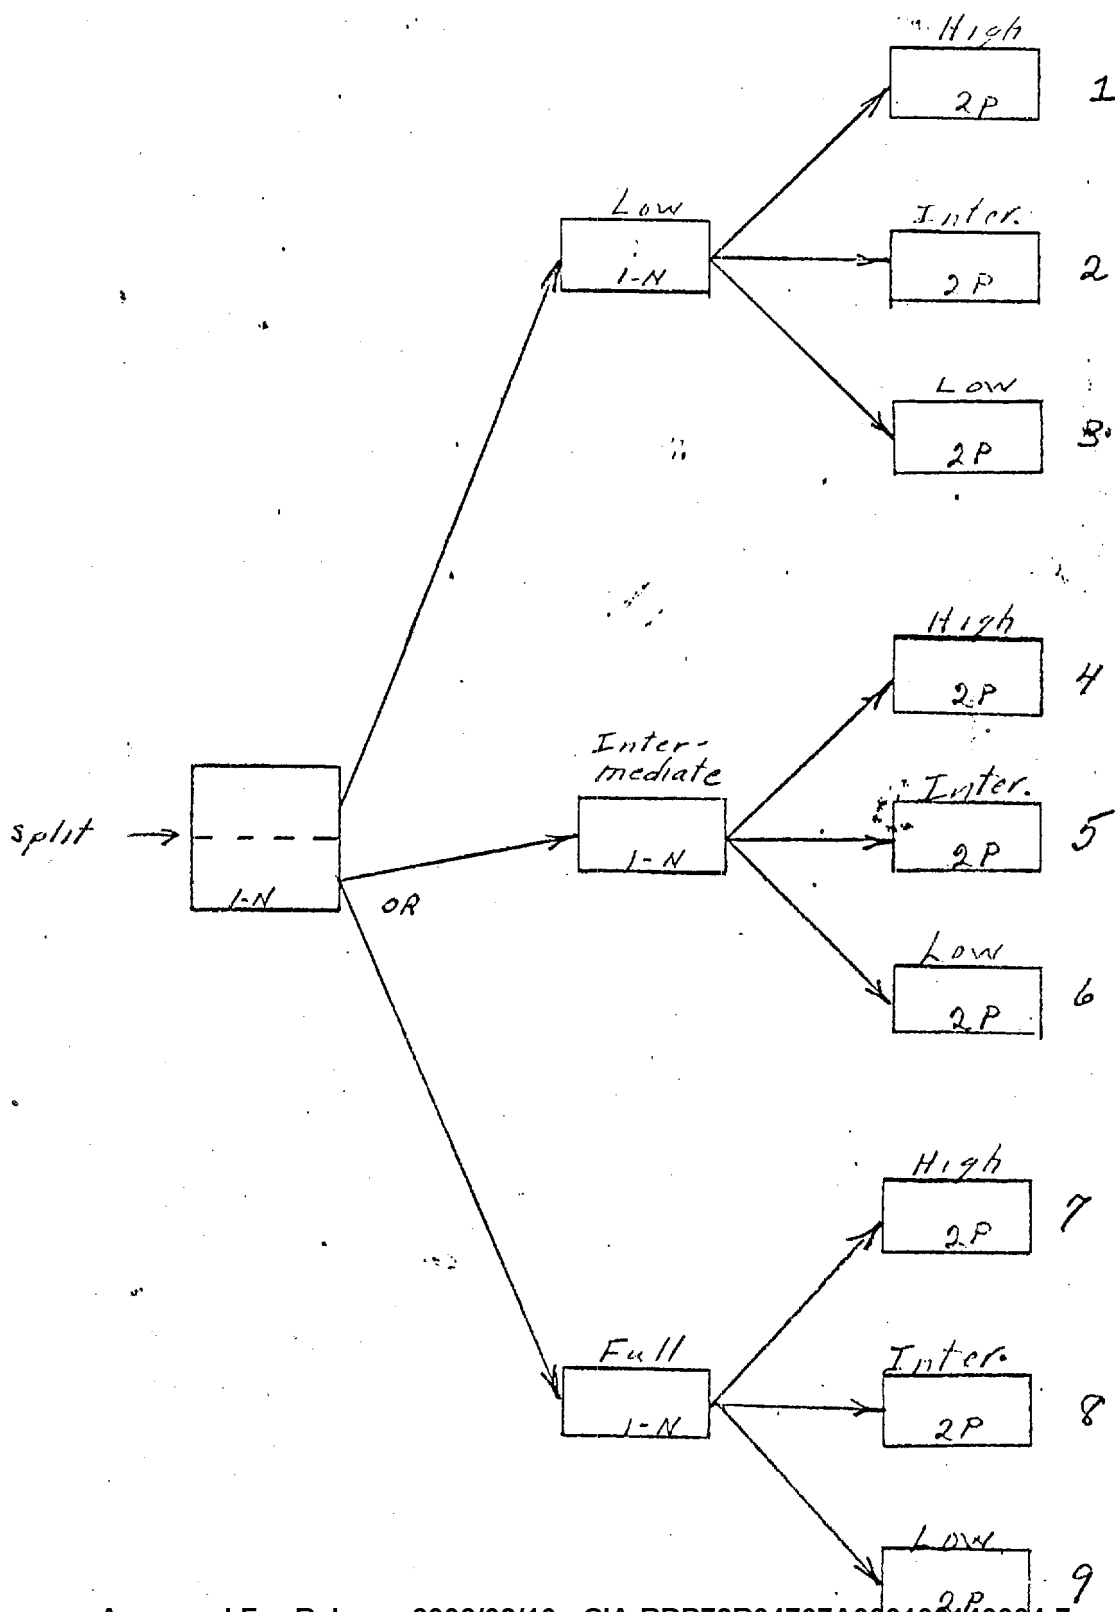 High
2P
1
Low
1-N
Inter.
2P
2
Low
2P
3.
High
2P
4
Inter-
mediate
1-N
Inter.
2P
5
split
1-N
OR
Low
2P
6
High
2P
7
Full
1-N
Inter.
2P
8
Low
2P
9